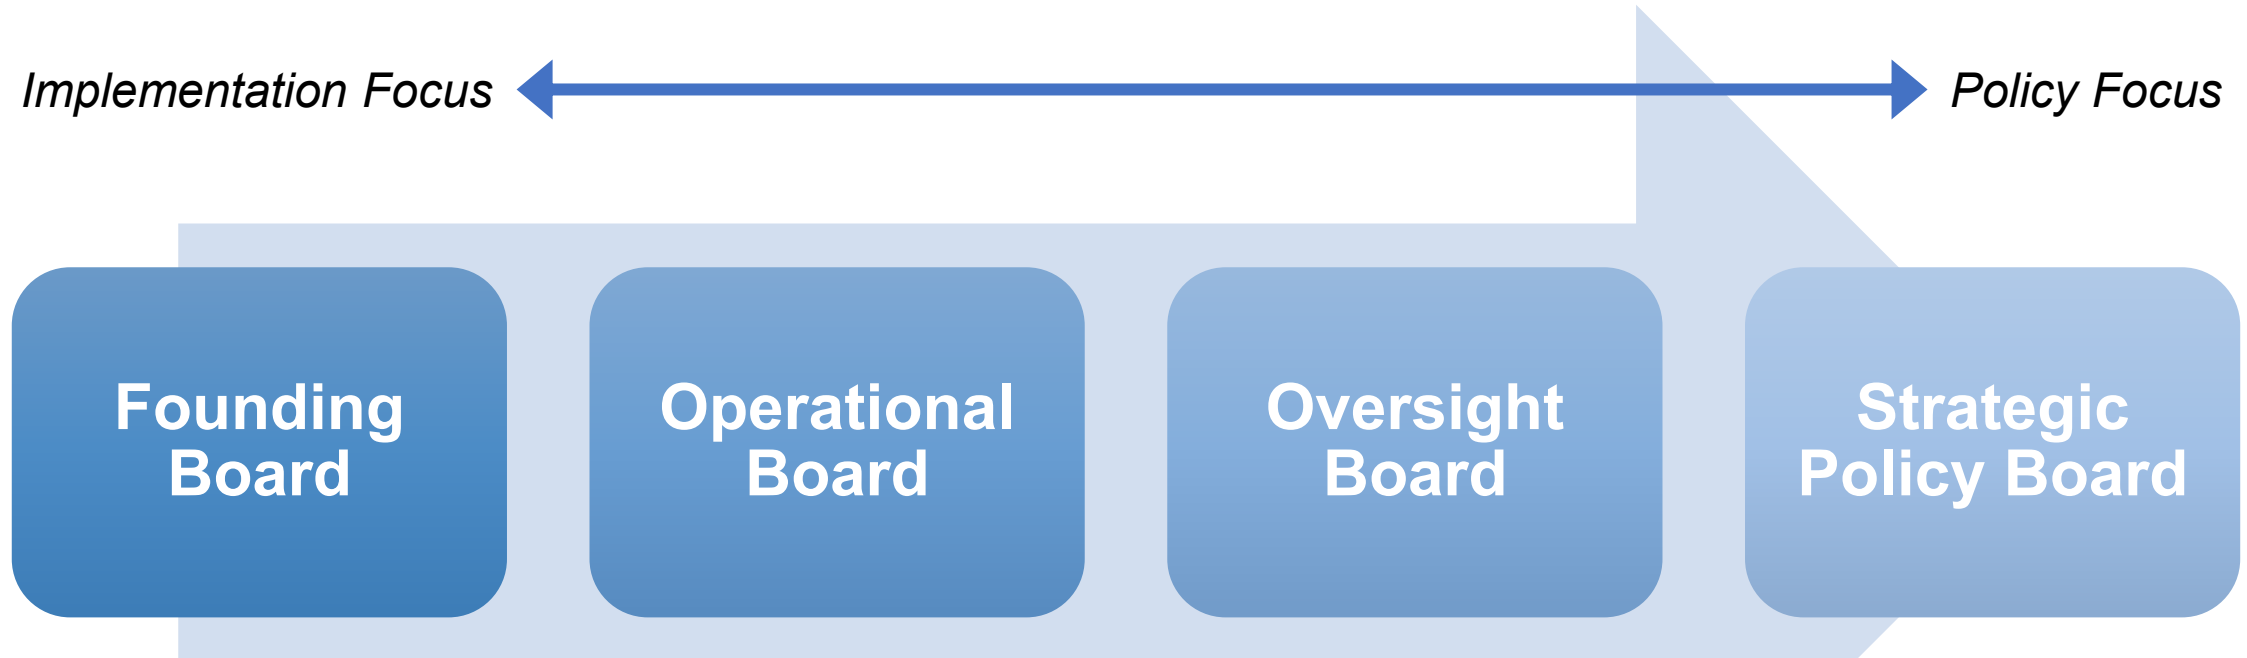 Implementation Focus
Policy Focus
Founding
Board
Operational
Board
Oversight
Board
Strategic
Policy Board